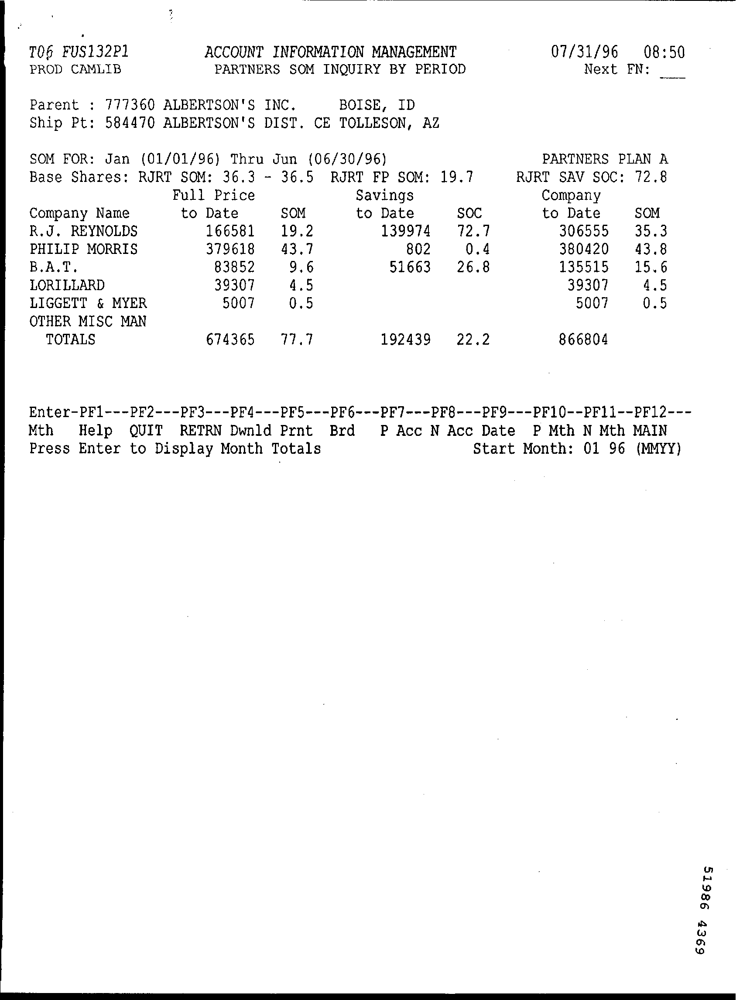 T06 FUS132P1 ACCOUNT INFORMATION MANAGEMENT 07/31/96 08:50
PROD CAMLIB PARTNERS SOM INQUIRY BY PERIOD Next FN: ___
Parent : 777360 ALBERTSON'S INC. BOISE, ID
Ship Pt: 584470 ALBERTSON'S DIST. CE TOLLESON, AZ
SOM FOR: Jan (01/01/96) Thru Jun (06/30/96) PARTNERS PLAN A
Base Shares: RJRT SOM: 36.3 - 36.5 RJRT FP SOM: 19.7 RJRT SAV SOC: 72.8
Full Price Savings Company
Company Name to Date SOM to Date SOC to Date SOM
R.J. REYNOLDS 166581 19.2 139974 72.7 306555 35.3
PHILIP MORRIS 379618 43.7 802 0.4 380420 43.8
B.A.T. 83852 9.6 51663 26.8 135515 15.6
LORILLARD 39307 4.5 39307 4.5
LIGGETT & MYER 5007 0.5 5007 0.5
OTHER MISC MAN
TOTALS 674365 77.7 192439 22.2 866804
Enter-PF1---PF2---PF3---PF4---PF5---PF6---PF7---PF8---PF9---PF10--PF11--PF12---
Mth Help QUIT RETRN Dwnld Prnt Brd P Acc N Acc Date P Mth N Mth MAIN
Press Enter to Display Month Totals Start Month: 01 96 (MMYY)
51986 4369